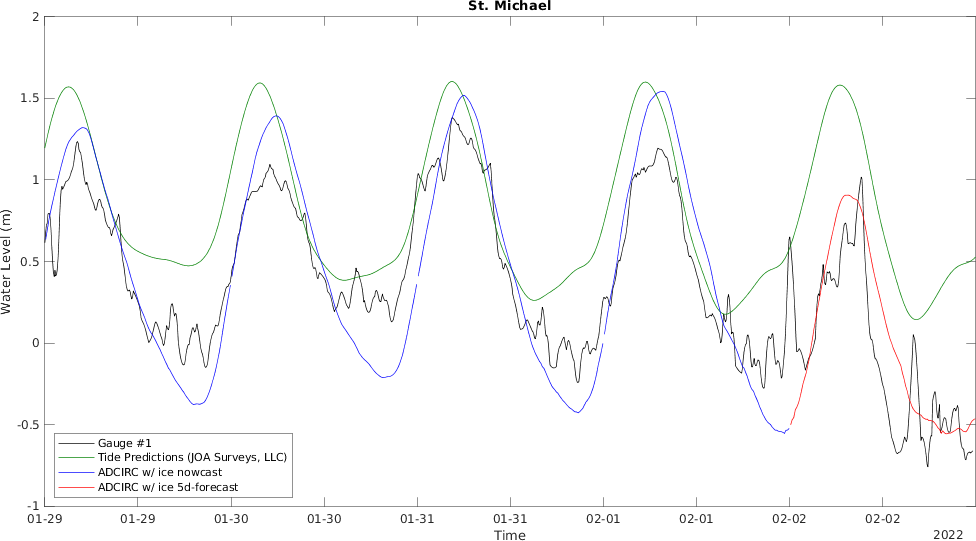 St. Michael
2
1.5
1
0.5
0
-0.5
-1
Water Level (m)
Gauge #1
Tide Predictions (JOA Surveys, LLC)
ADCIRC w/ ice nowcast
ADCIRC w/ ice 5d-forecast
01-29 01-29 01-30 01-30 01-31 01-31 02-01 02-01 02-02 02-02
Time
2022